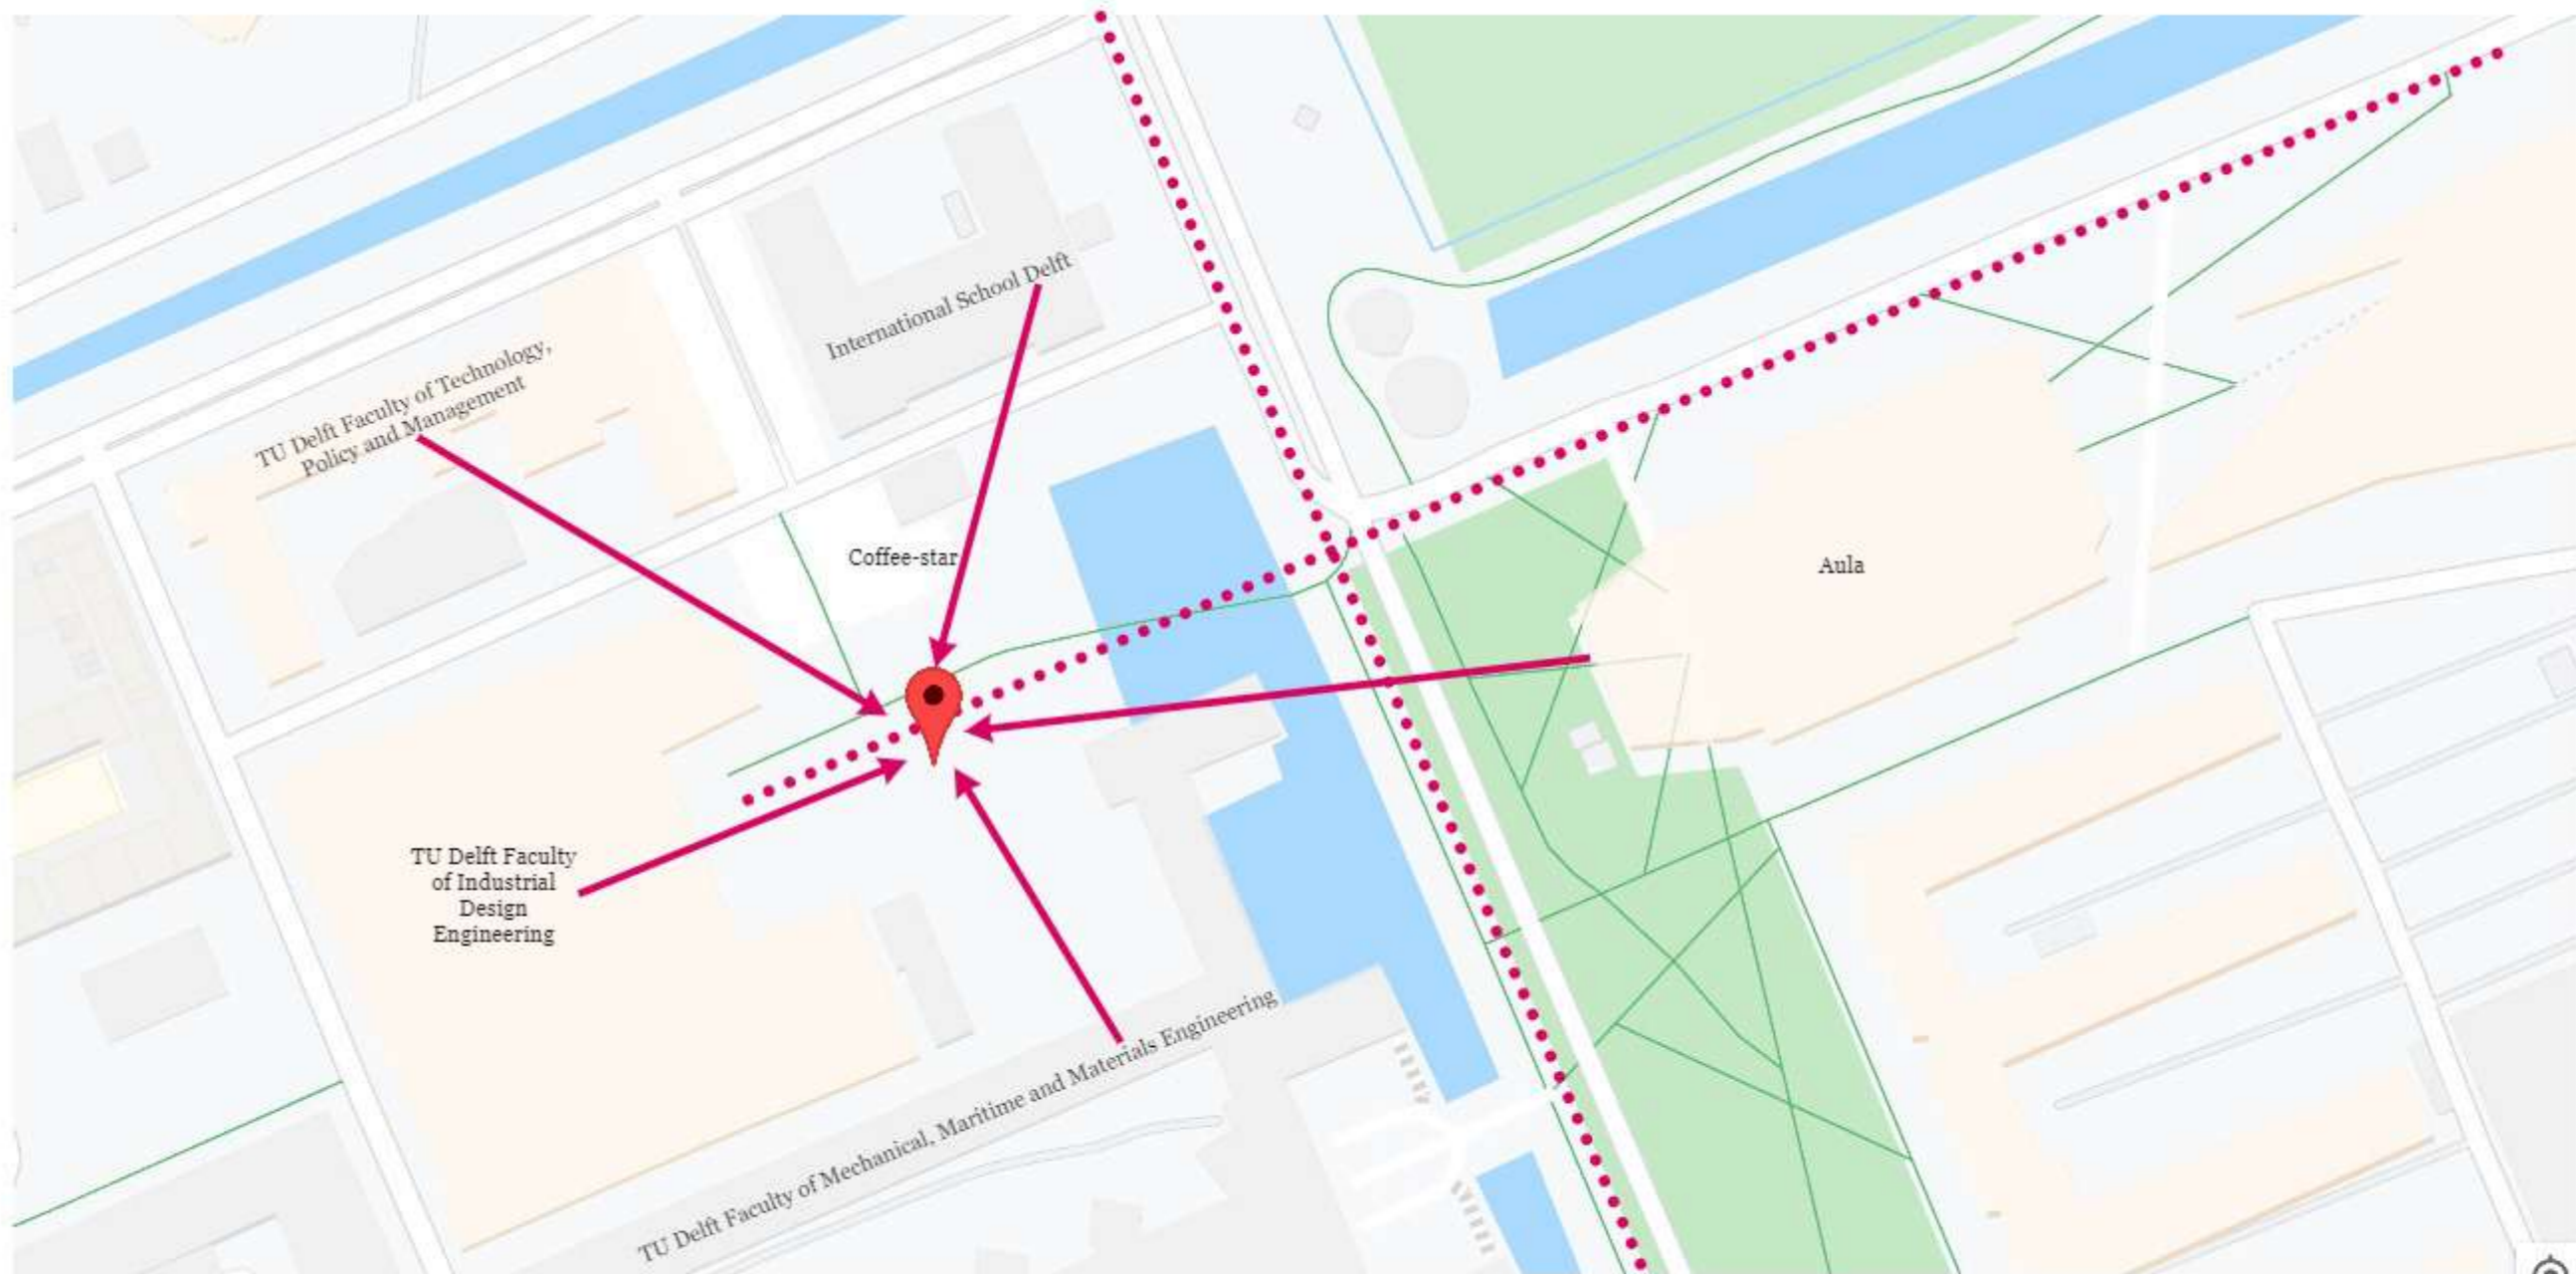 International School Delft
TU Delft Faculty of Technology,
Policy and Management
Coffee-star
Aula
TU Delft Faculty
of Industrial
Design
Engineering
TU Delft Faculty of Mechanical, Maritime and Materials Engineering